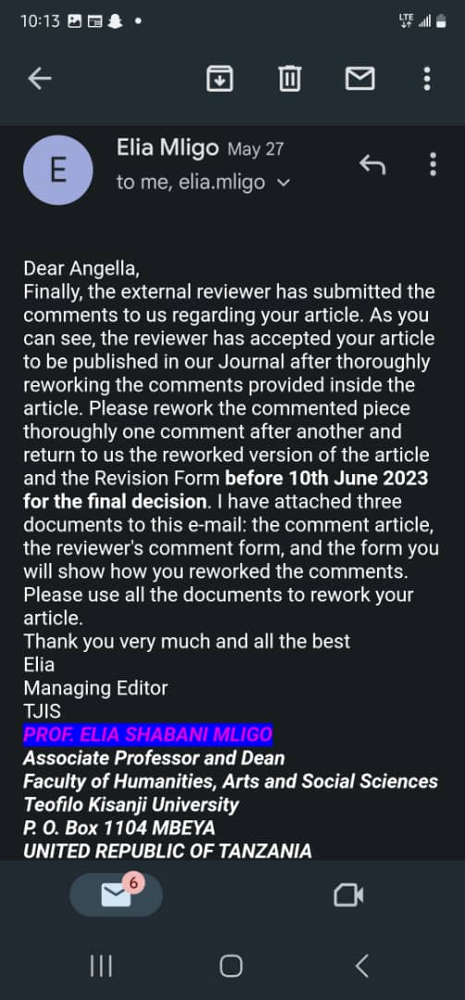 10:13
LTE
E
Elia Mligo May 27
to me, elia.mligo
Dear Angella,
Finally, the external reviewer has submitted the
comments to us regarding your article. As you
can see, the reviewer has accepted your article
to be published in our Journal after thoroughly
reworking the comments provided inside the
article. Please rework the commented piece
thoroughly one comment after another and
return to us the reworked version of the article
and the Revision Form before 10th June 2023
for the final decision. I have attached three
documents to this e-mail: the comment article,
the reviewer's comment form, and the form you
will show how you reworked the comments.
Please use all the documents to rework your
article.
Thank you very much and all the best
Elia
Managing Editor
TJIS
PROF. ELIA SHABANI MLIGO
Associate Professor and Dean
Faculty of Humanities, Arts and Social Sciences
Teofilo Kisanji University
P. O. Box 1104 MBEYA
UNITED REPUBLIC OF TANZANIA
6